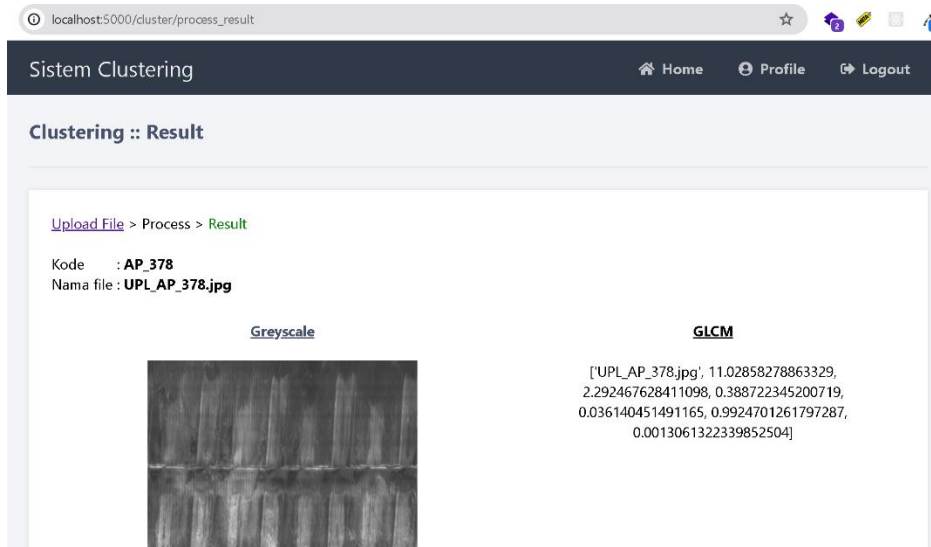 localhost:5000/cluster/process_result
2
Sistem Clustering
Home Profile Logout
Clustering :: Result
Upload File > Process > Result
Kode : AP_378
Nama file : UPL_AP_378.jpg
Greyscale
GLCM
['UPL_AP_378.jpg', 11.02858278863329,
2.292467628411098, 0.388722345200719,
0.036140451491165, 0.9924701261797287,
0.0013061322339852504]